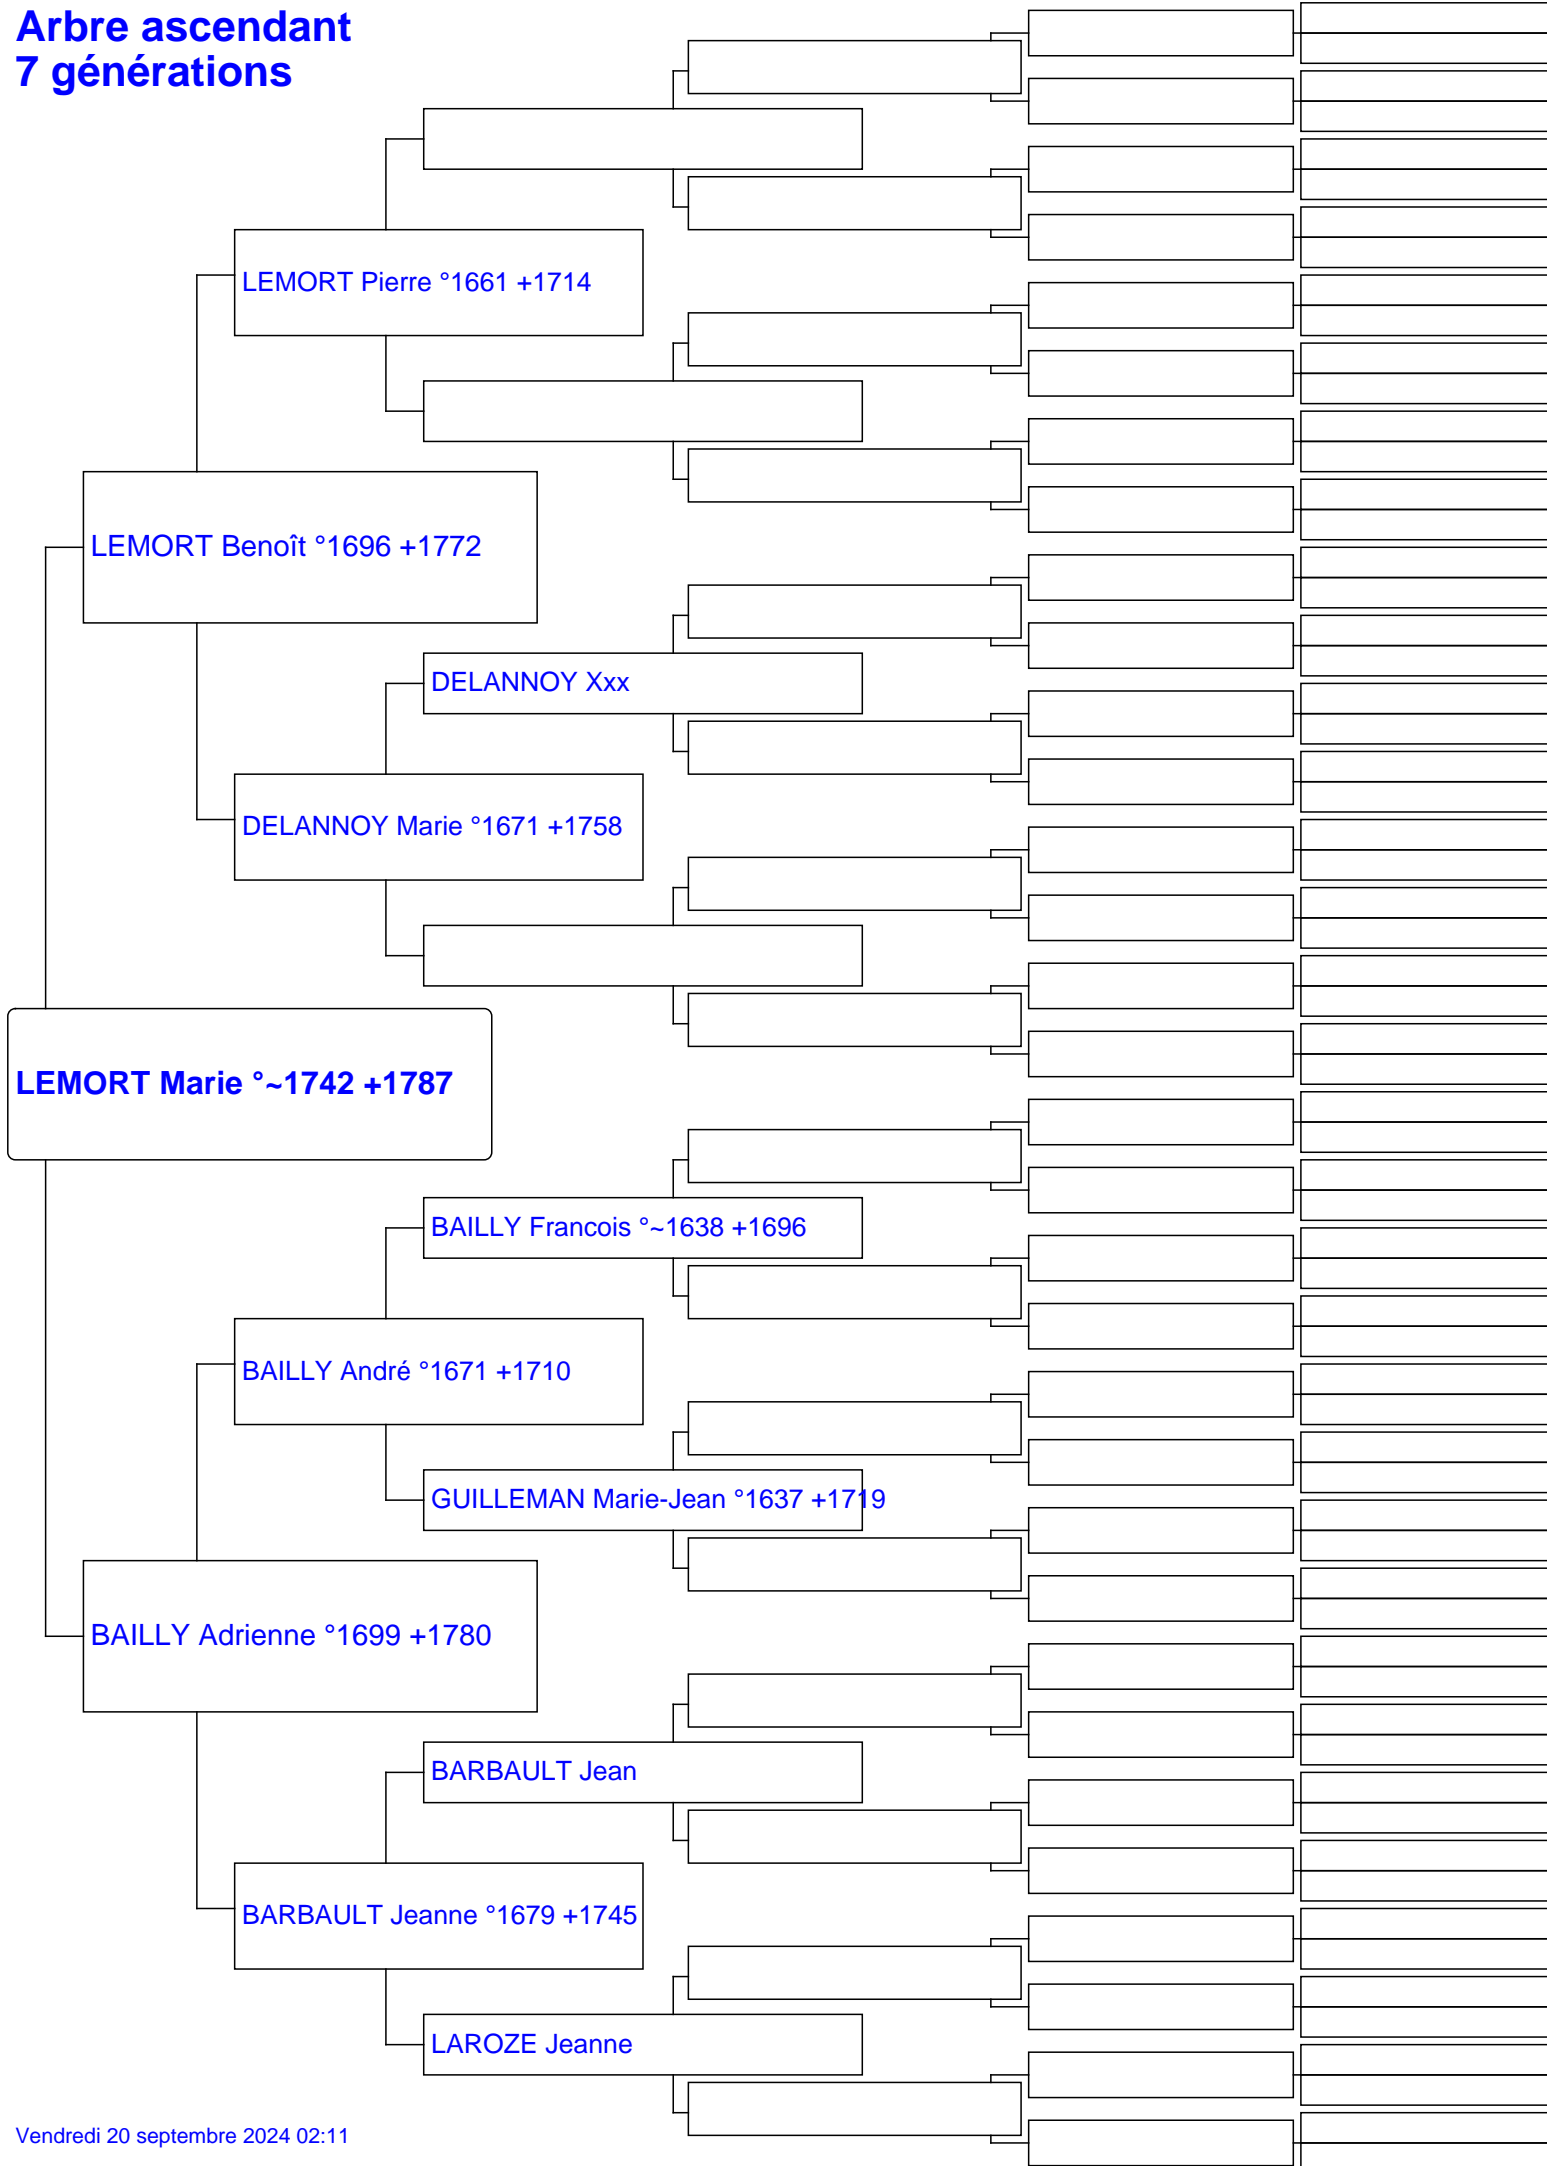 Arbre ascendant
7 générations
LEMORT Pierre °1661 +1714
LEMORT Benoît °1696 +1772
DELANNOY Xxx
DELANNOY Marie °1671 +1758
LEMORT Marie °~1742 +1787
BAILLY Francois °~1638 +1696
BAILLY André °1671 +1710
GUILLEMAN Marie-Jean °1637 +1719
BAILLY Adrienne °1699 +1780
BARBAULT Jean
BARBAULT Jeanne °1679 +1745
LAROZE Jeanne
Vendredi 20 septembre 2024 02:11